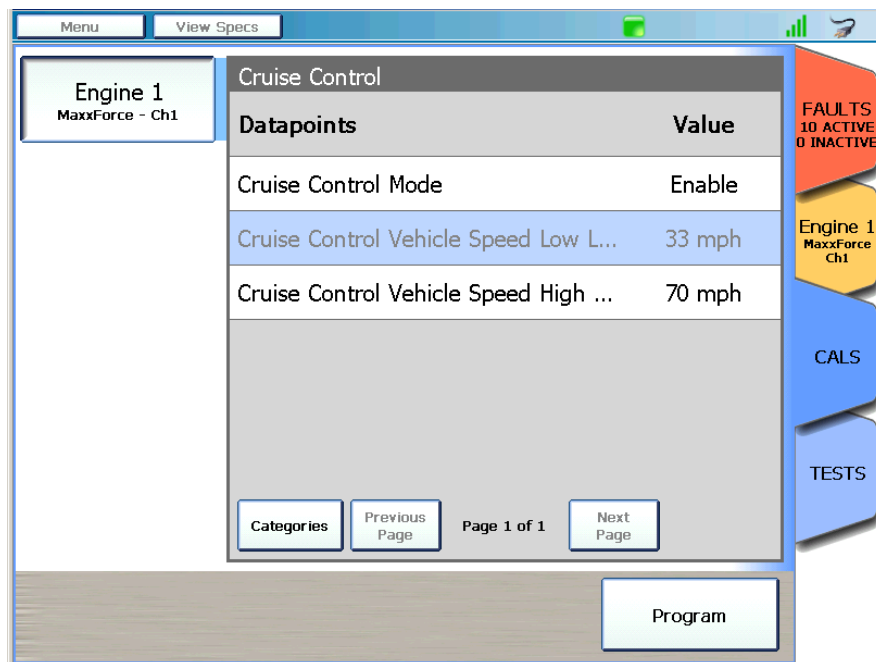 Menu
View Specs
Engine 1
MaxxForce - Ch1
Cruise Control
Datapoints Value
Cruise Control Mode Enable
Cruise Control Vehicle Speed Low L... 33 mph
Cruise Control Vehicle Speed High ... 70 mph
Categories
Previous
Page
Page 1 of 1
Next
Page
Program
FAULTS
10 ACTIVE
0 INACTIVE
Engine 1
MaxxForce
Ch1
CALS
TESTS